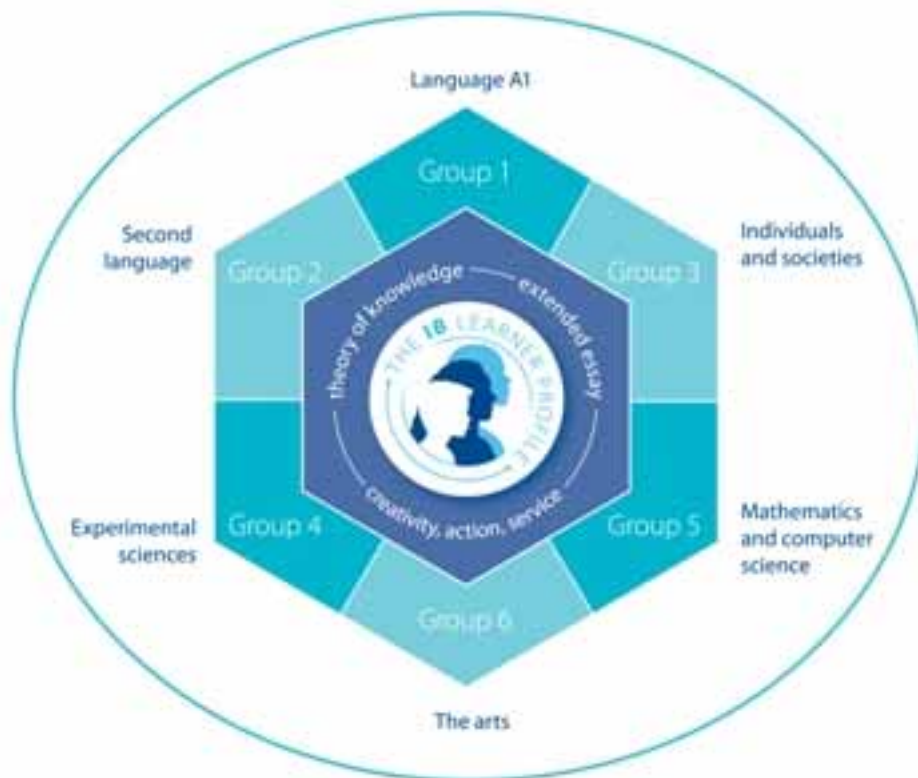 Language A1
Group 1
Second
language
Group 2
Individuals
and societies
Group 3
theory of knowledge
extended essay
THE IB LEARNER PROFILE
creativity, action, service
Experimental
sciences
Group 4
Mathematics
and computer
science
Group 5
Group 6
The arts